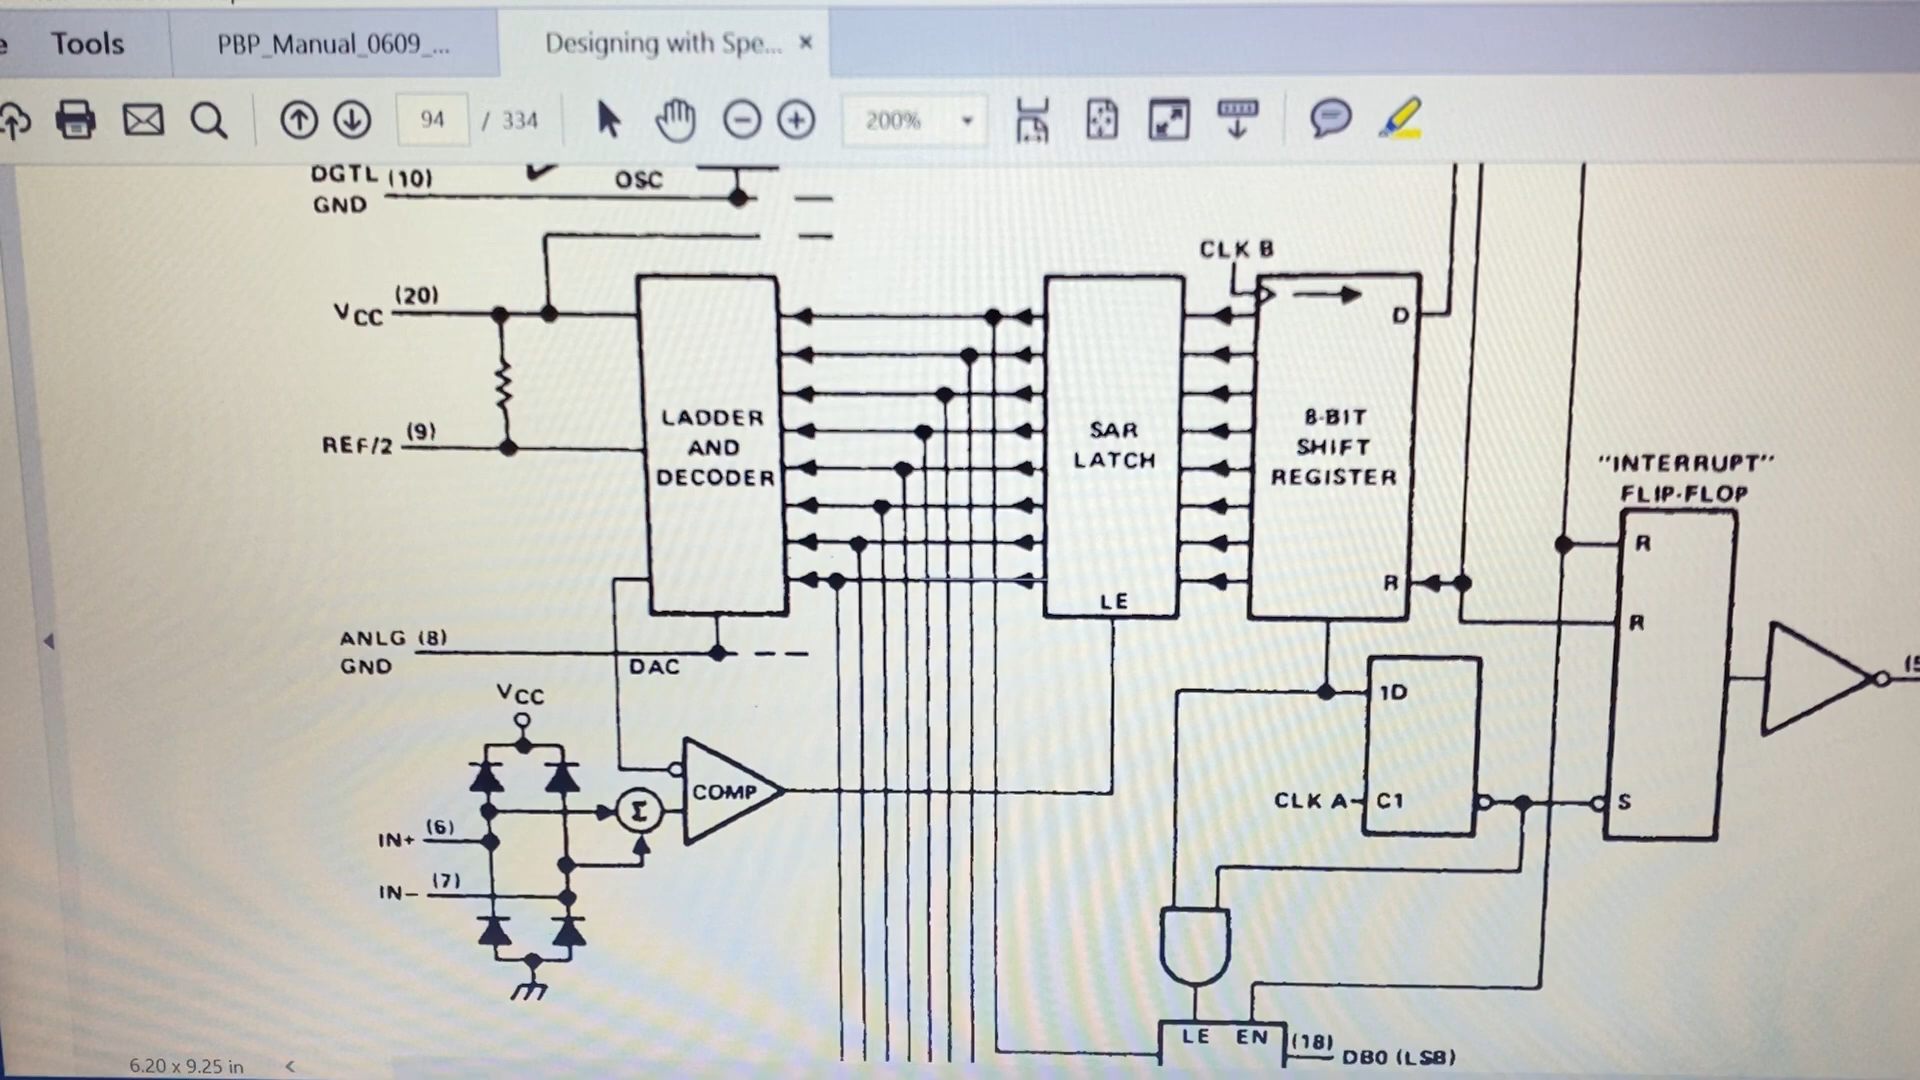 Tools
PBP_Manual_0609_...
Designing with Spe...
94 / 334
200%
DGTL (10)
GND
OSC
CLK B
VCC (20)
D
REF/2 (9)
LADDER
AND
DECODER
SAR
LATCH
8-BIT
SHIFT
REGISTER
"INTERRUPT"
FLIP-FLOP
R
R
R
LE
ANLG (8)
GND
DAC
VCC
1D
COMP
Σ
CLK A
C1
S
IN+ (6)
IN− (7)
LE EN
(18)
DB0 (LSB)
6.20 x 9.25 in